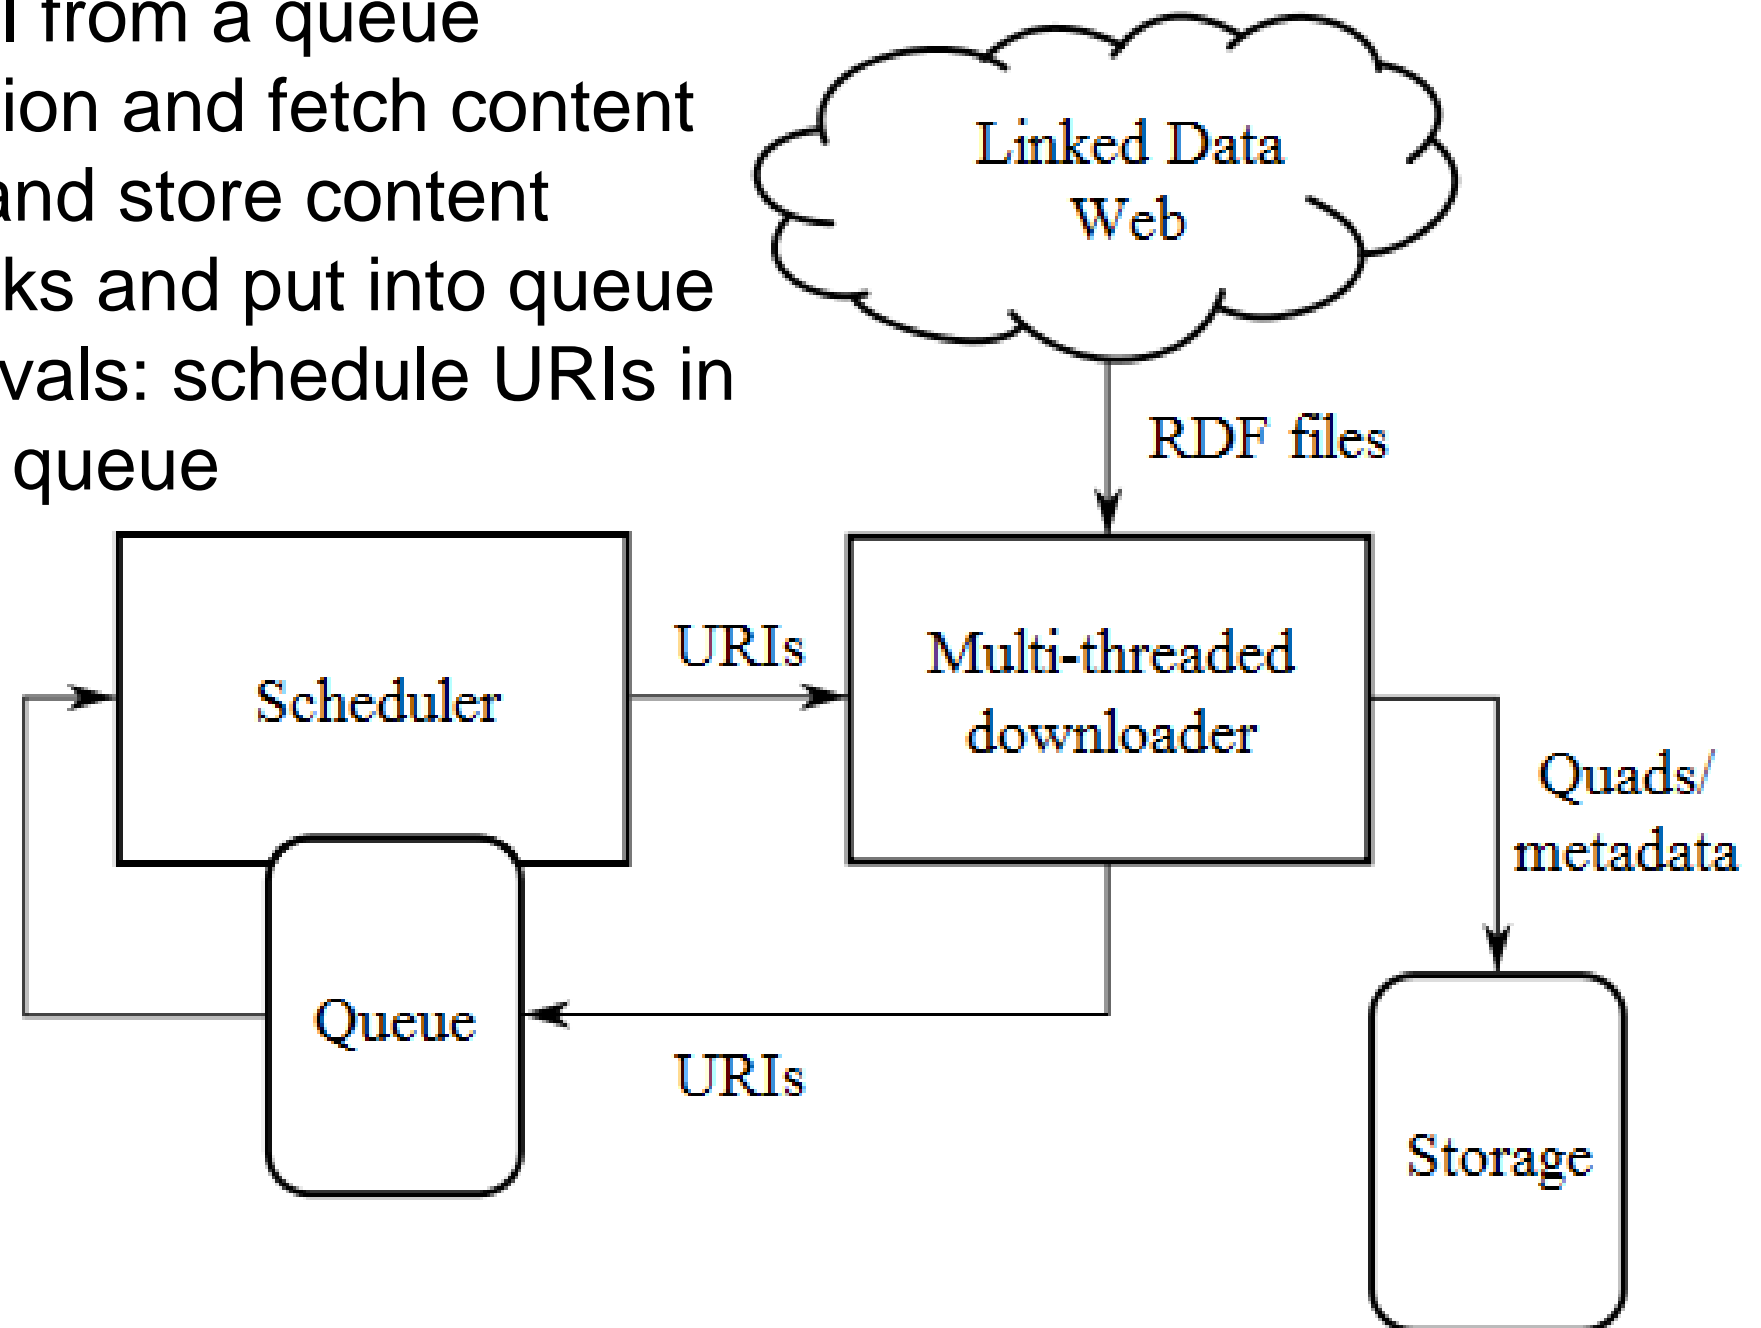 I from a queue
ion and fetch content
and store content
ks and put into queue
vals: schedule URIs in
queue
Linked Data
Web
RDF files
Scheduler
URIs
Multi-threaded
downloader
Quads/
metadata
Queue
URIs
Storage